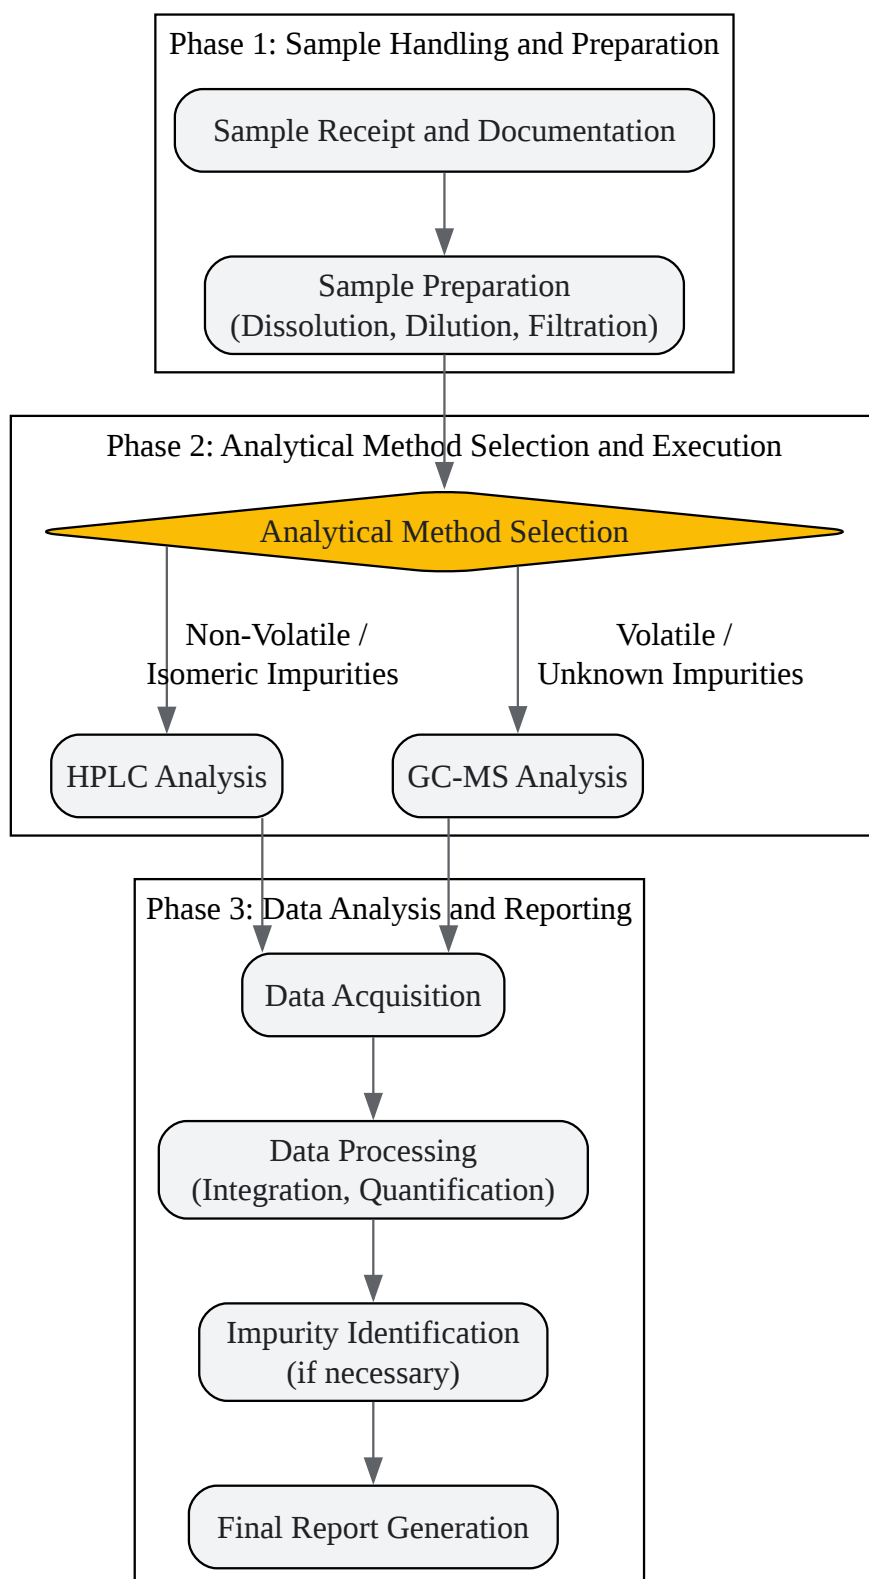 Phase 1: Sample Handling and Preparation
Sample Receipt and Documentation
Sample Preparation
(Dissolution, Dilution, Filtration)
Phase 2: Analytical Method Selection and Execution
Analytical Method Selection
Non-Volatile /
Isomeric Impurities
Volatile /
Unknown Impurities
HPLC Analysis
GC-MS Analysis
Phase 3: Data Analysis and Reporting
Data Acquisition
Data Processing
(Integration, Quantification)
Impurity Identification
(if necessary)
Final Report Generation